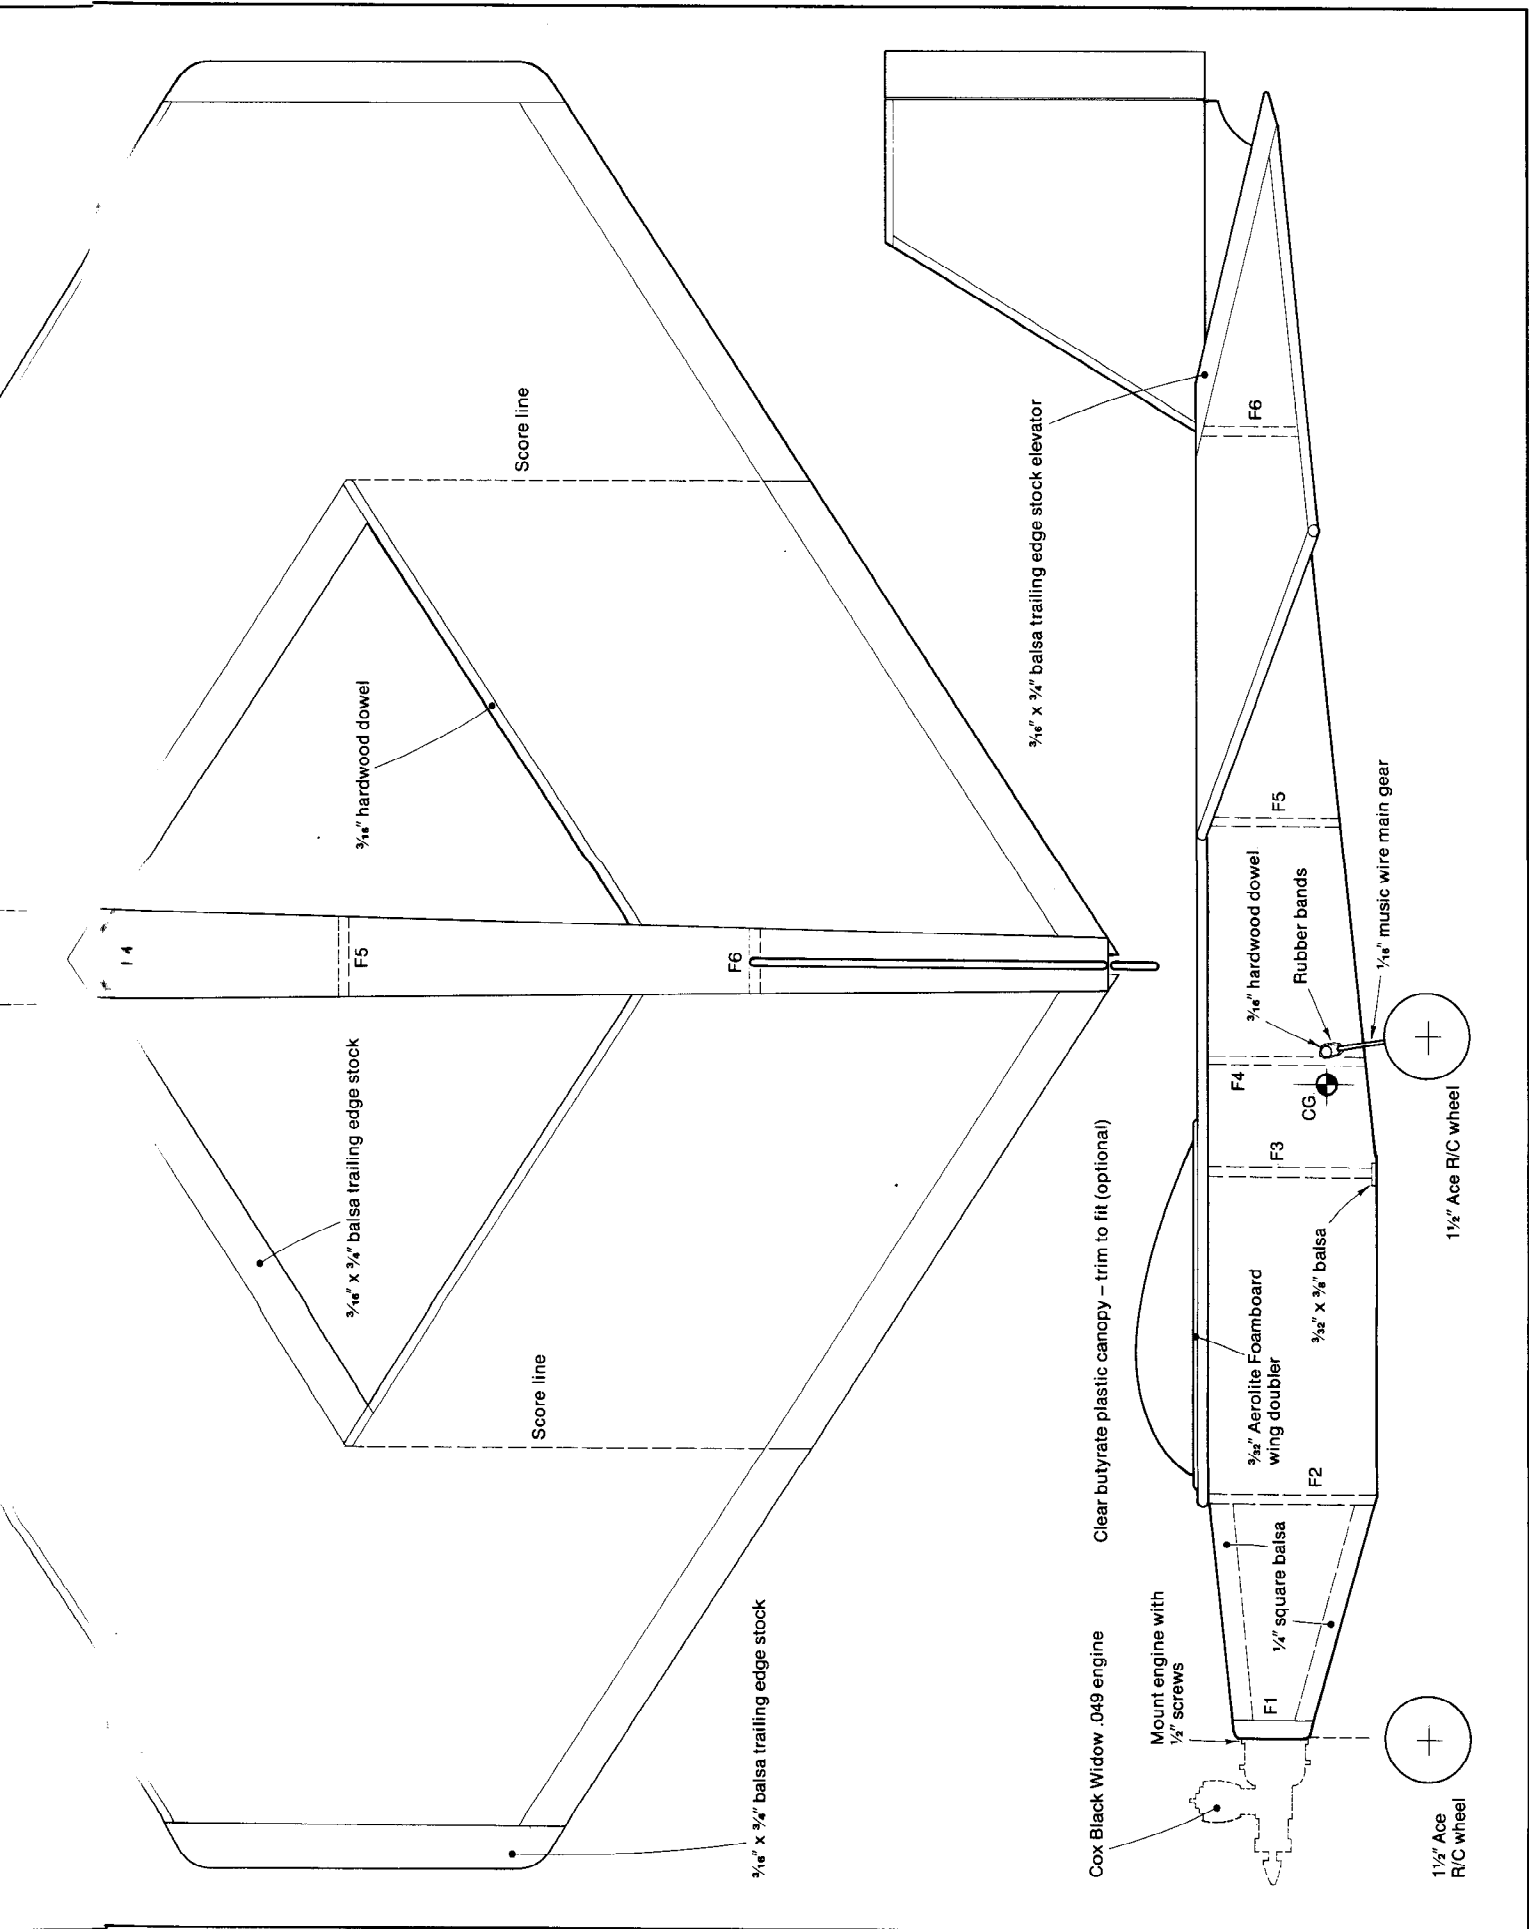 Score line
3/16" hardwood dowel
F4
F5
F6
3/16" x 3/4" balsa trailing edge stock
Score line
3/16" x 3/4" balsa trailing edge stock
3/16" x 3/4" balsa trailing edge stock elevator
F6
F5
3/16" hardwood dowel
Rubber bands
1/16" music wire main gear
F4
CG
F3
1½" Ace R/C wheel
Clear butyrate plastic canopy – trim to fit (optional)
3/32" Aerolite Foamboard
wing doubler
3/32" x 3/8" balsa
F2
¼" square balsa
F1
Mount engine with
½" screws
Cox Black Widow .049 engine
1½" Ace
R/C wheel